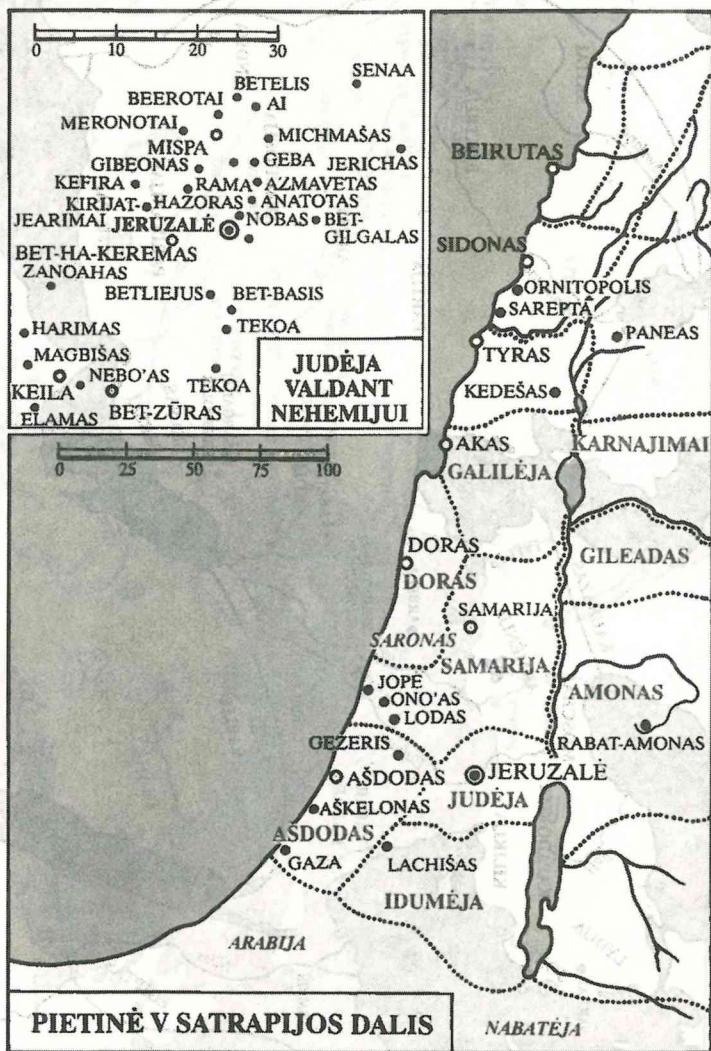 0 10 20 30
SENAA
BETELIS
BEEROTAI
AI
MERONOTAI
MICHMAŠAS
MISPA
GIBEONAS
GEBA
JERICHAS
KEFIRA
RAMA
AZMAVETAS
KIRIJAT-
JEARIMAI
HAZORAS
ANATOTAS
NOBAS
BET-
GILGALAS
JERUZALĖ
BET-HA-KEREMAS
ZANOAHAS
BETLIEJUS
BET-BASIS
HARIMAS
TEKOA
MAGBIŠAS
NEBO'AS
TEKOA
KEILA
BET-ZŪRAS
ELAMAS
JUDĖJA
VALDANT
NEHEMIJUI
0 25 50 75 100
BEIRUTAS
SIDONAS
ORNITOPOLIS
SAREPTA
PANEAS
TYRAS
KEDEŠAS
AKAS
KARNAJIMAI
GALILĖJA
DORAS
DORAS
GILEADAS
SAMARIJA
SARONAS
SAMARIJA
JOPĖ
ONO'AS
LODAS
AMONAS
RABAT-AMONAS
GEZERIS
AŠDODAS
JERUZALĖ
JUDĖJA
AŠKELONAS
AŠDODAS
GAZA
LACHIŠAS
IDUMĖJA
ARABIJA
NABATĖJA
PIETINĖ V SATRAPIJOS DALIS